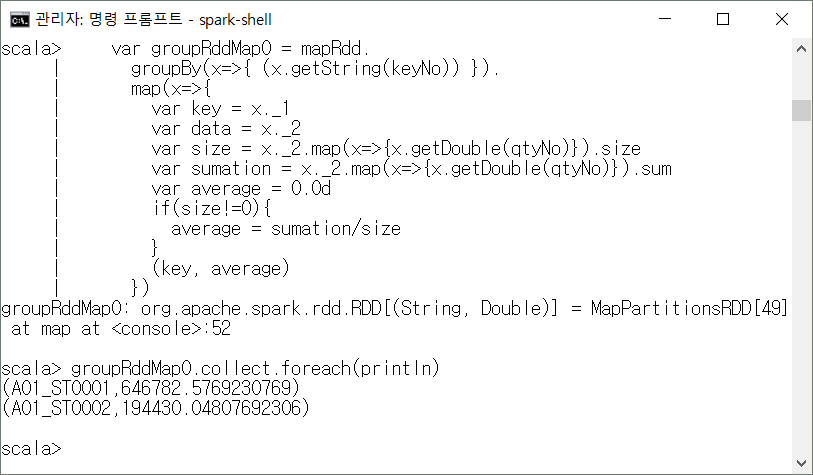 관리자: 명령 프롬프트 - spark-shell
scala>     var groupRddMapO = mapRdd.
     |       groupBy(x=>{ (x.getString(keyNo)) }).
     |       map(x=>{
     |         var key = x._1
     |         var data = x._2
     |         var size = x._2.map(x=>{x.getDouble(qtyNo)}).size
     |         var sumation = x._2.map(x=>{x.getDouble(qtyNo)}).sum
     |         var average = 0.0d
     |         if(size!=0){
     |           average = sumation/size
     |         }
     |         (key, average)
     |       })
groupRddMapO: org.apache.spark.rdd.RDD[(String, Double)] = MapPartitionsRDD[49]
 at map at <console>:52
scala> groupRddMapO.collect.foreach(println)
(A01_ST0001,646782.5769230769)
(A01_ST0002,194430.04807692306)
scala>